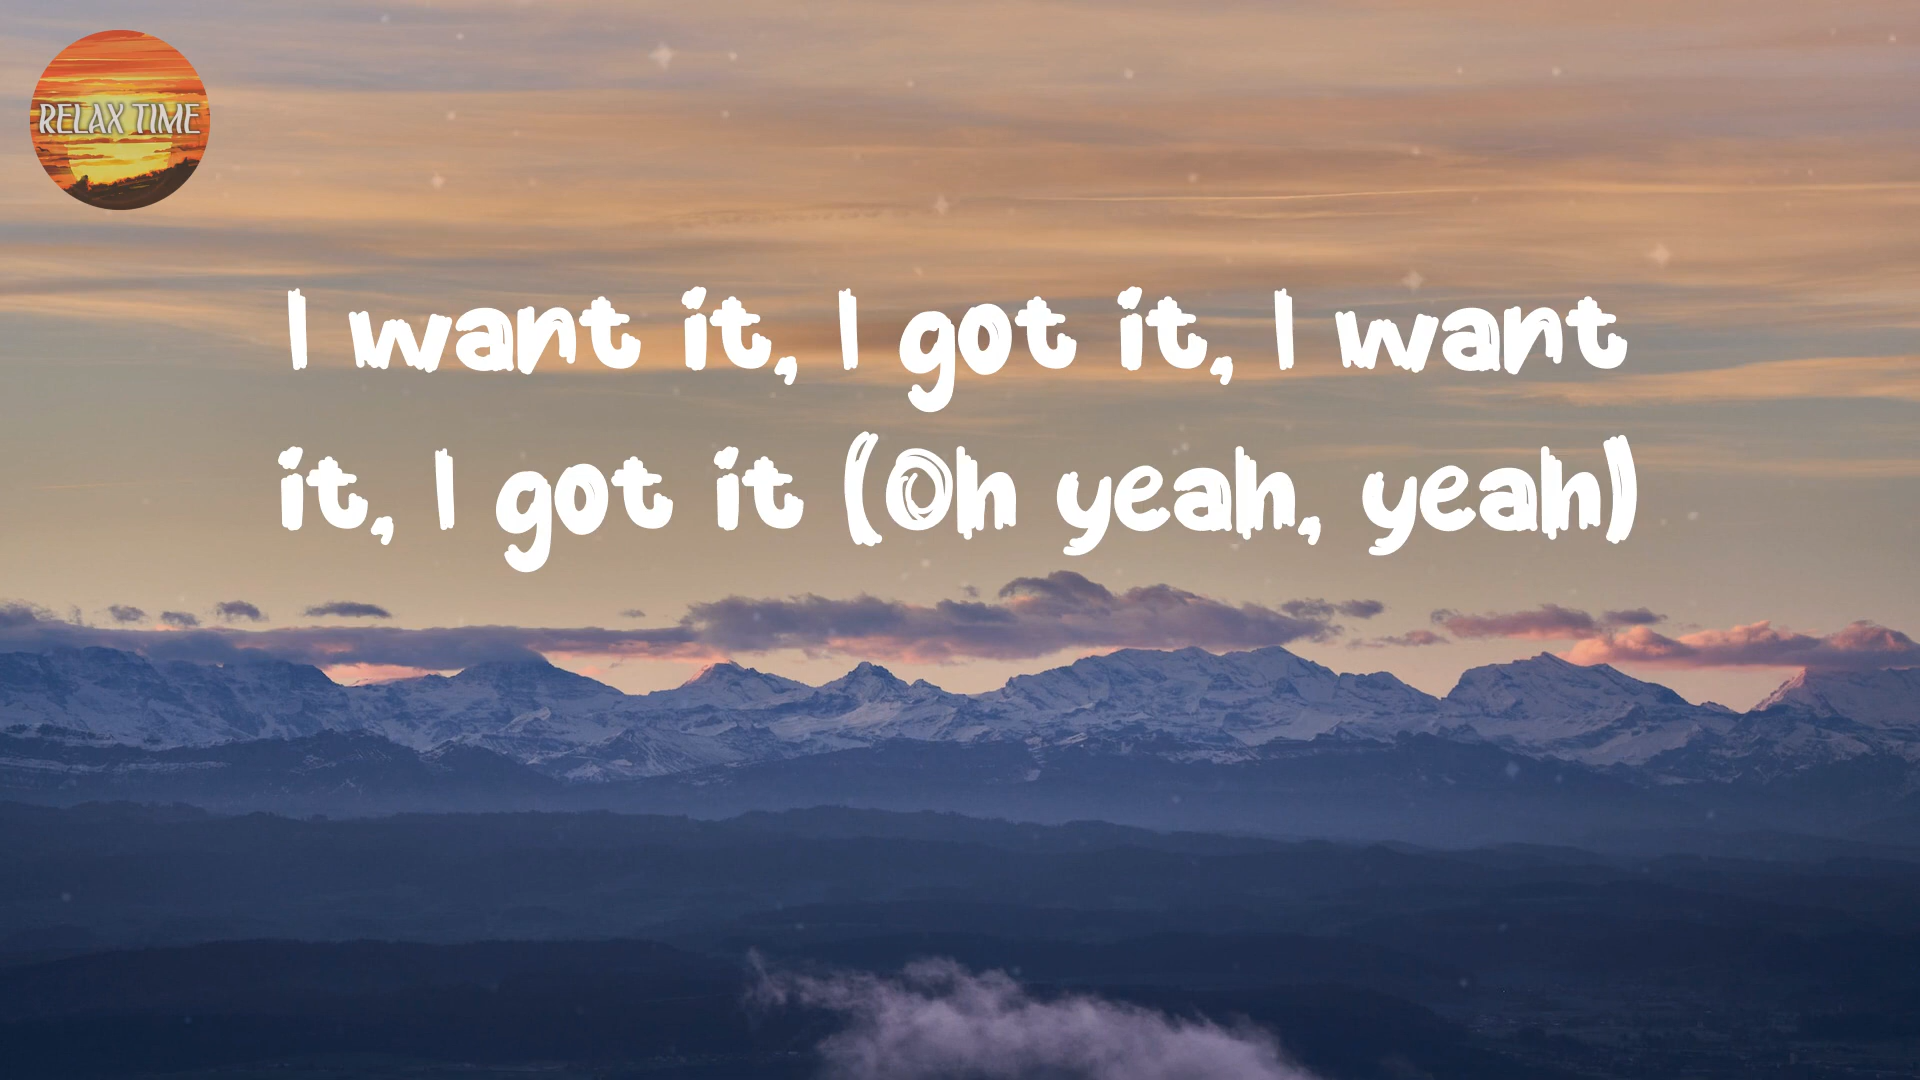 RELAX TIME
I want it, I got it, I want
it, I got it (Oh yeah, yeah)